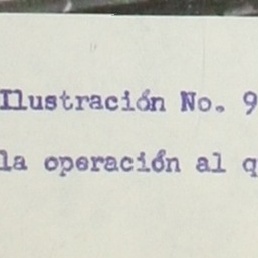 Ilustración No. 9
la operación al q